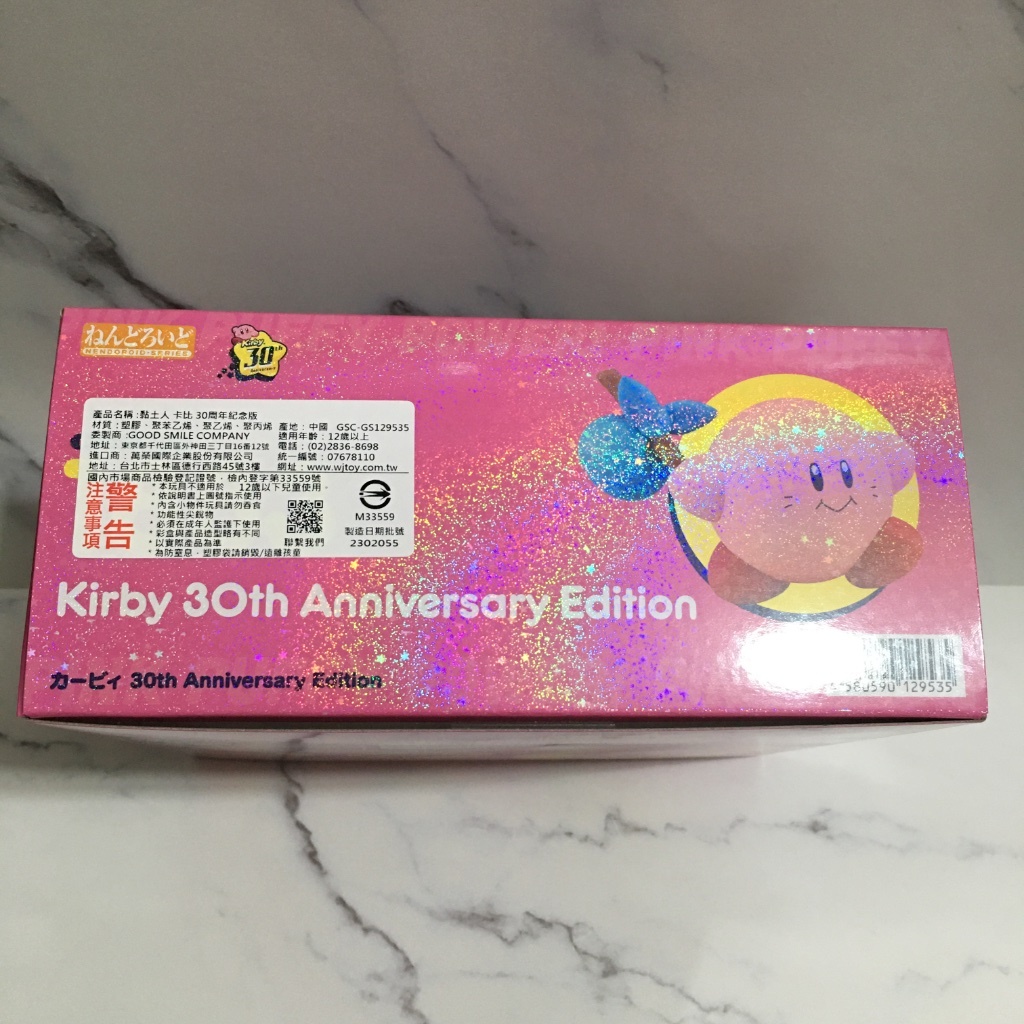 ねんどろいど
NENDOROID-SERIES
Kirby
30th
Anniversary
產品名稱:黏土人 卡比 30周年紀念版
材質:塑膠、聚苯乙烯、聚乙烯、聚丙烯 產地:中國 GSC-GS129535
委製商:GOOD SMILE COMPANY 適用年齡:12歲以上
地址:東京都千代田區外神田三丁目16番12號 電話:(02)2836-8698
進口商:萬榮國際企業股份有限公司 統一編號:07678110
地址:台北市士林區德行西路45號3樓 網址:www.wjtoy.com.tw
國內市場商品檢驗登記證號,檢內登字第33559號
警告
注意事項
*本玩具不適用於 12歲以下兒童使用。
*依說明書上圖號指示使用
*內含小物件玩具請勿吞食
*功能性尖銳物
*必須在成年人監護下使用
*彩盒與產品造型略有不同
*以實際產品為準
*為防窒息,塑膠袋請銷毀/遠離孩童
聯繫我們
M33559
製造日期批號
2302055
Kirby 30th Anniversary Edition
カービィ 30th Anniversary Edition
580590 129535